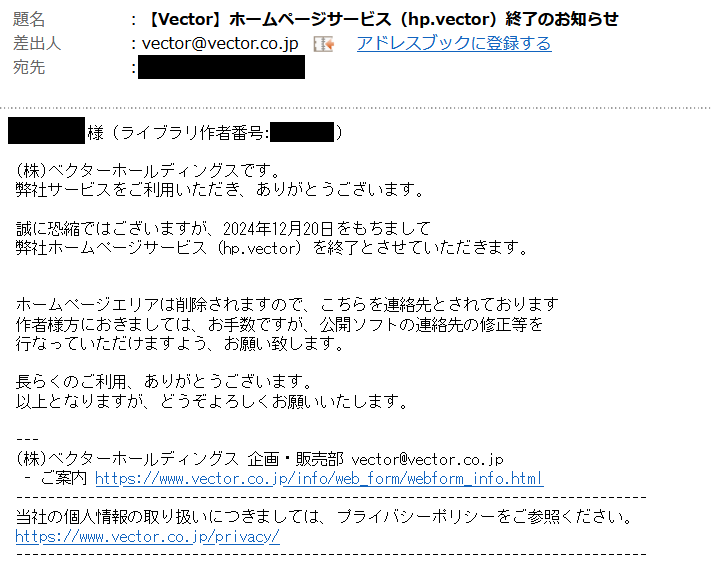 題名 : 【Vector】ホームページサービス（hp.vector）終了のお知らせ
差出人 : vector@vector.co.jp アドレスブックに登録する
宛先 :
様（ライブラリ作者番号: ）
(株)ベクターホールディングスです。
弊社サービスをご利用いただき、ありがとうございます。
誠に恐縮ではございますが、2024年12月20日をもちまして
弊社ホームページサービス（hp.vector）を終了とさせていただきます。
ホームページエリアは削除されますので、こちらを連絡先とされております
作者様方におきましては、お手数ですが、公開ソフトの連絡先の修正等を
行なっていただけますよう、お願い致します。
長らくのご利用、ありがとうございます。
以上となりますが、どうぞよろしくお願いいたします。
---
(株)ベクターホールディングス 企画・販売部 vector@vector.co.jp
- ご案内 https://www.vector.co.jp/info/web_form/webform_info.html
-------------------------------------------------------------------------------
当社の個人情報の取り扱いにつきましては、プライバシーポリシーをご参照ください。
https://www.vector.co.jp/privacy/
-------------------------------------------------------------------------------